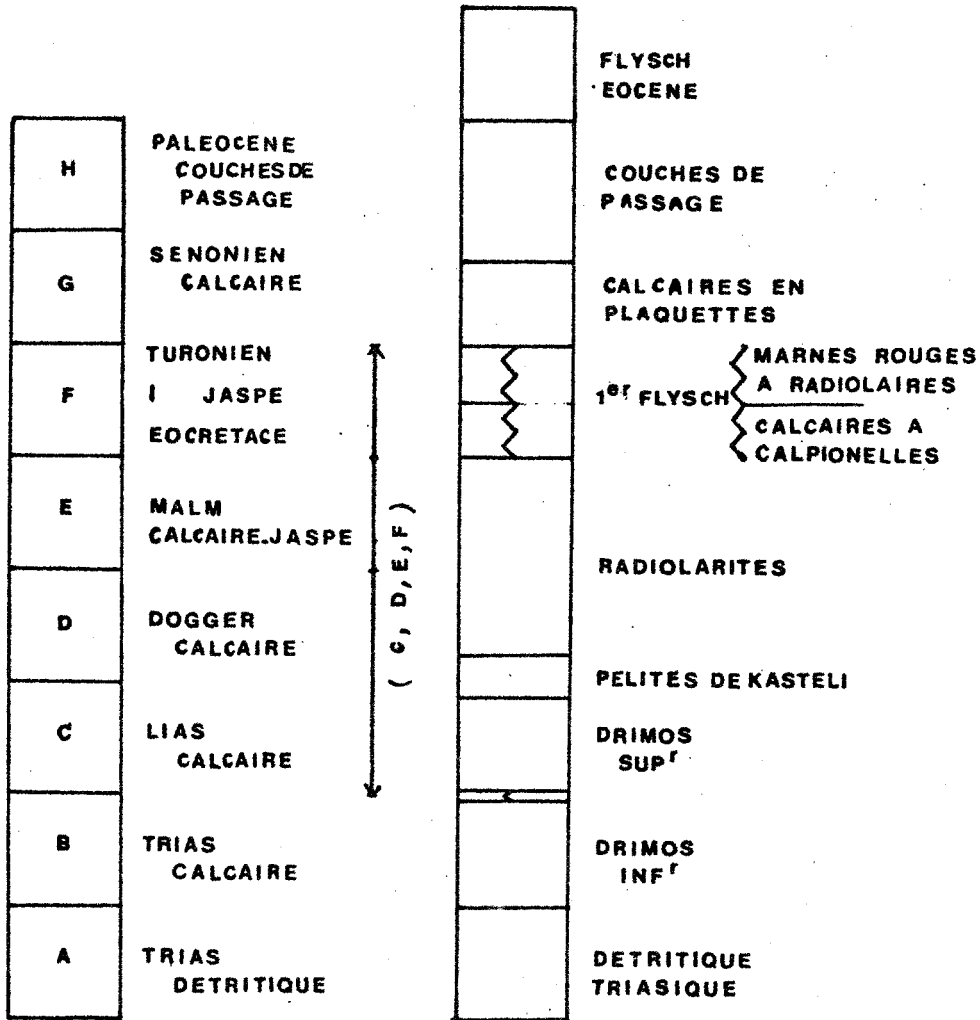 H
PALEOCENE
COUCHES DE
PASSAGE
G
SENONIEN
CALCAIRE
F
TURONIEN
I JASPE
EOCRETACE
E
MALM
CALCAIRE-JASPE
D
DOGGER
CALCAIRE
C
LIAS
CALCAIRE
B
TRIAS
CALCAIRE
A
TRIAS
DETRITIQUE
( C, D, E, F )
FLYSCH
EOCENE
COUCHES DE
PASSAGE
CALCAIRES EN
PLAQUETTES
1er FLYSCH
MARNES ROUGES
A RADIOLAIRES
CALCAIRES A
CALPIONELLES
RADIOLARITES
PELITES DE KASTELI
DRIMOS
SUPr
DRIMOS
INFr
DETRITIQUE
TRIASIQUE